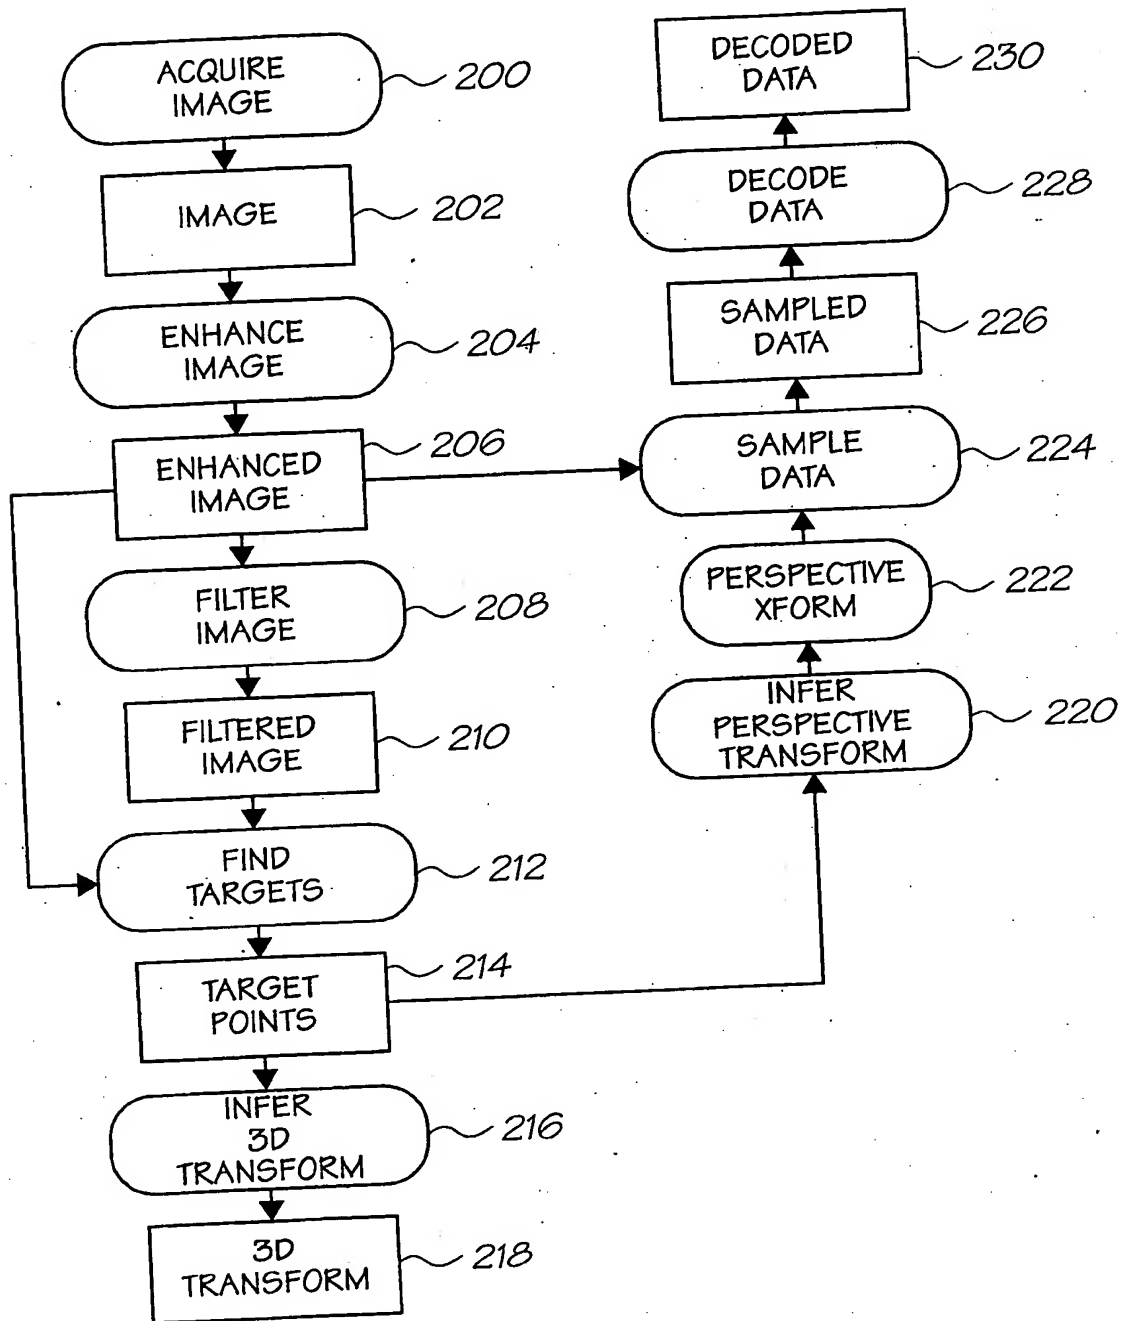 ACQUIRE
IMAGE
200
IMAGE
202
ENHANCE
IMAGE
204
ENHANCED
IMAGE
206
FILTER
IMAGE
208
FILTERED
IMAGE
210
FIND
TARGETS
212
TARGET
POINTS
214
INFER
3D
TRANSFORM
216
3D
TRANSFORM
218
DECODED
DATA
230
DECODE
DATA
228
SAMPLED
DATA
226
SAMPLE
DATA
224
PERSPECTIVE
XFORM
222
INFER
PERSPECTIVE
TRANSFORM
220